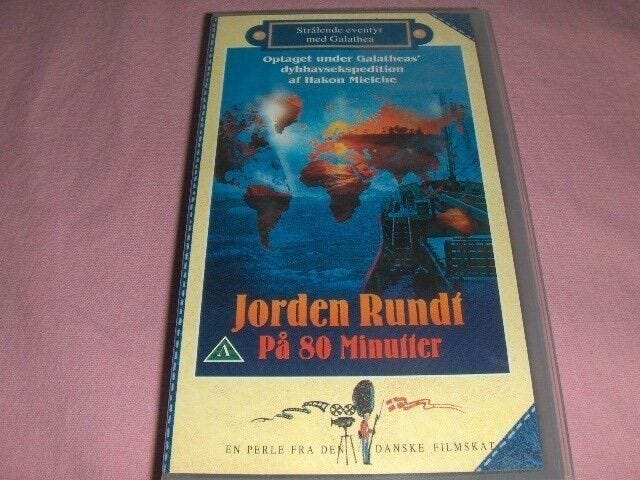 Strålende eventyr
med Galathea
Optaget under Galatheas'
dybhavsekspedition
af Hakon Mielche
Jorden Rundt
På 80 Minutter
A
EN PERLE FRA DEN DANSKE FILMSKAT